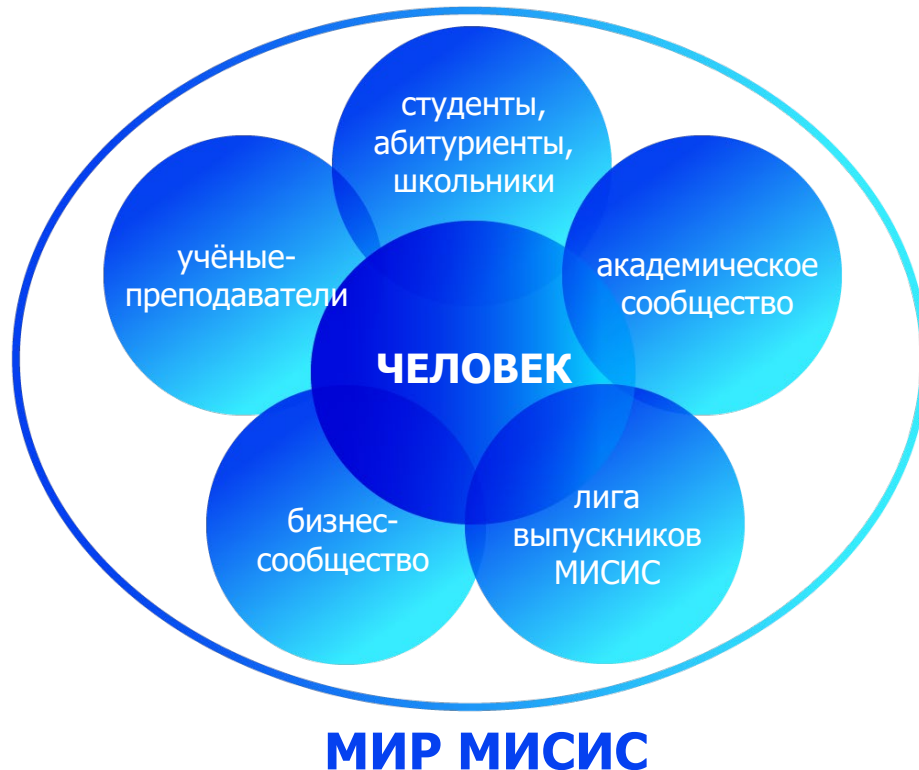 студенты,
абитуриенты,
школьники
учёные-
преподаватели
академическое
сообщество
ЧЕЛОВЕК
бизнес-
сообщество
лига
выпускников
МИСИС
МИР МИСИС